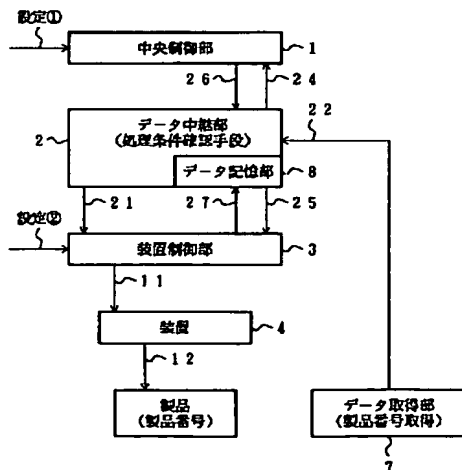 設定①
中央制御部
1
26
24
22
データ中継部
(処理条件確認手段)
2
データ記憶部
8
21
27
25
設定②
装置制御部
3
11
装置
4
12
製品
(製品番号)
データ取得部
(製品番号取得)
7